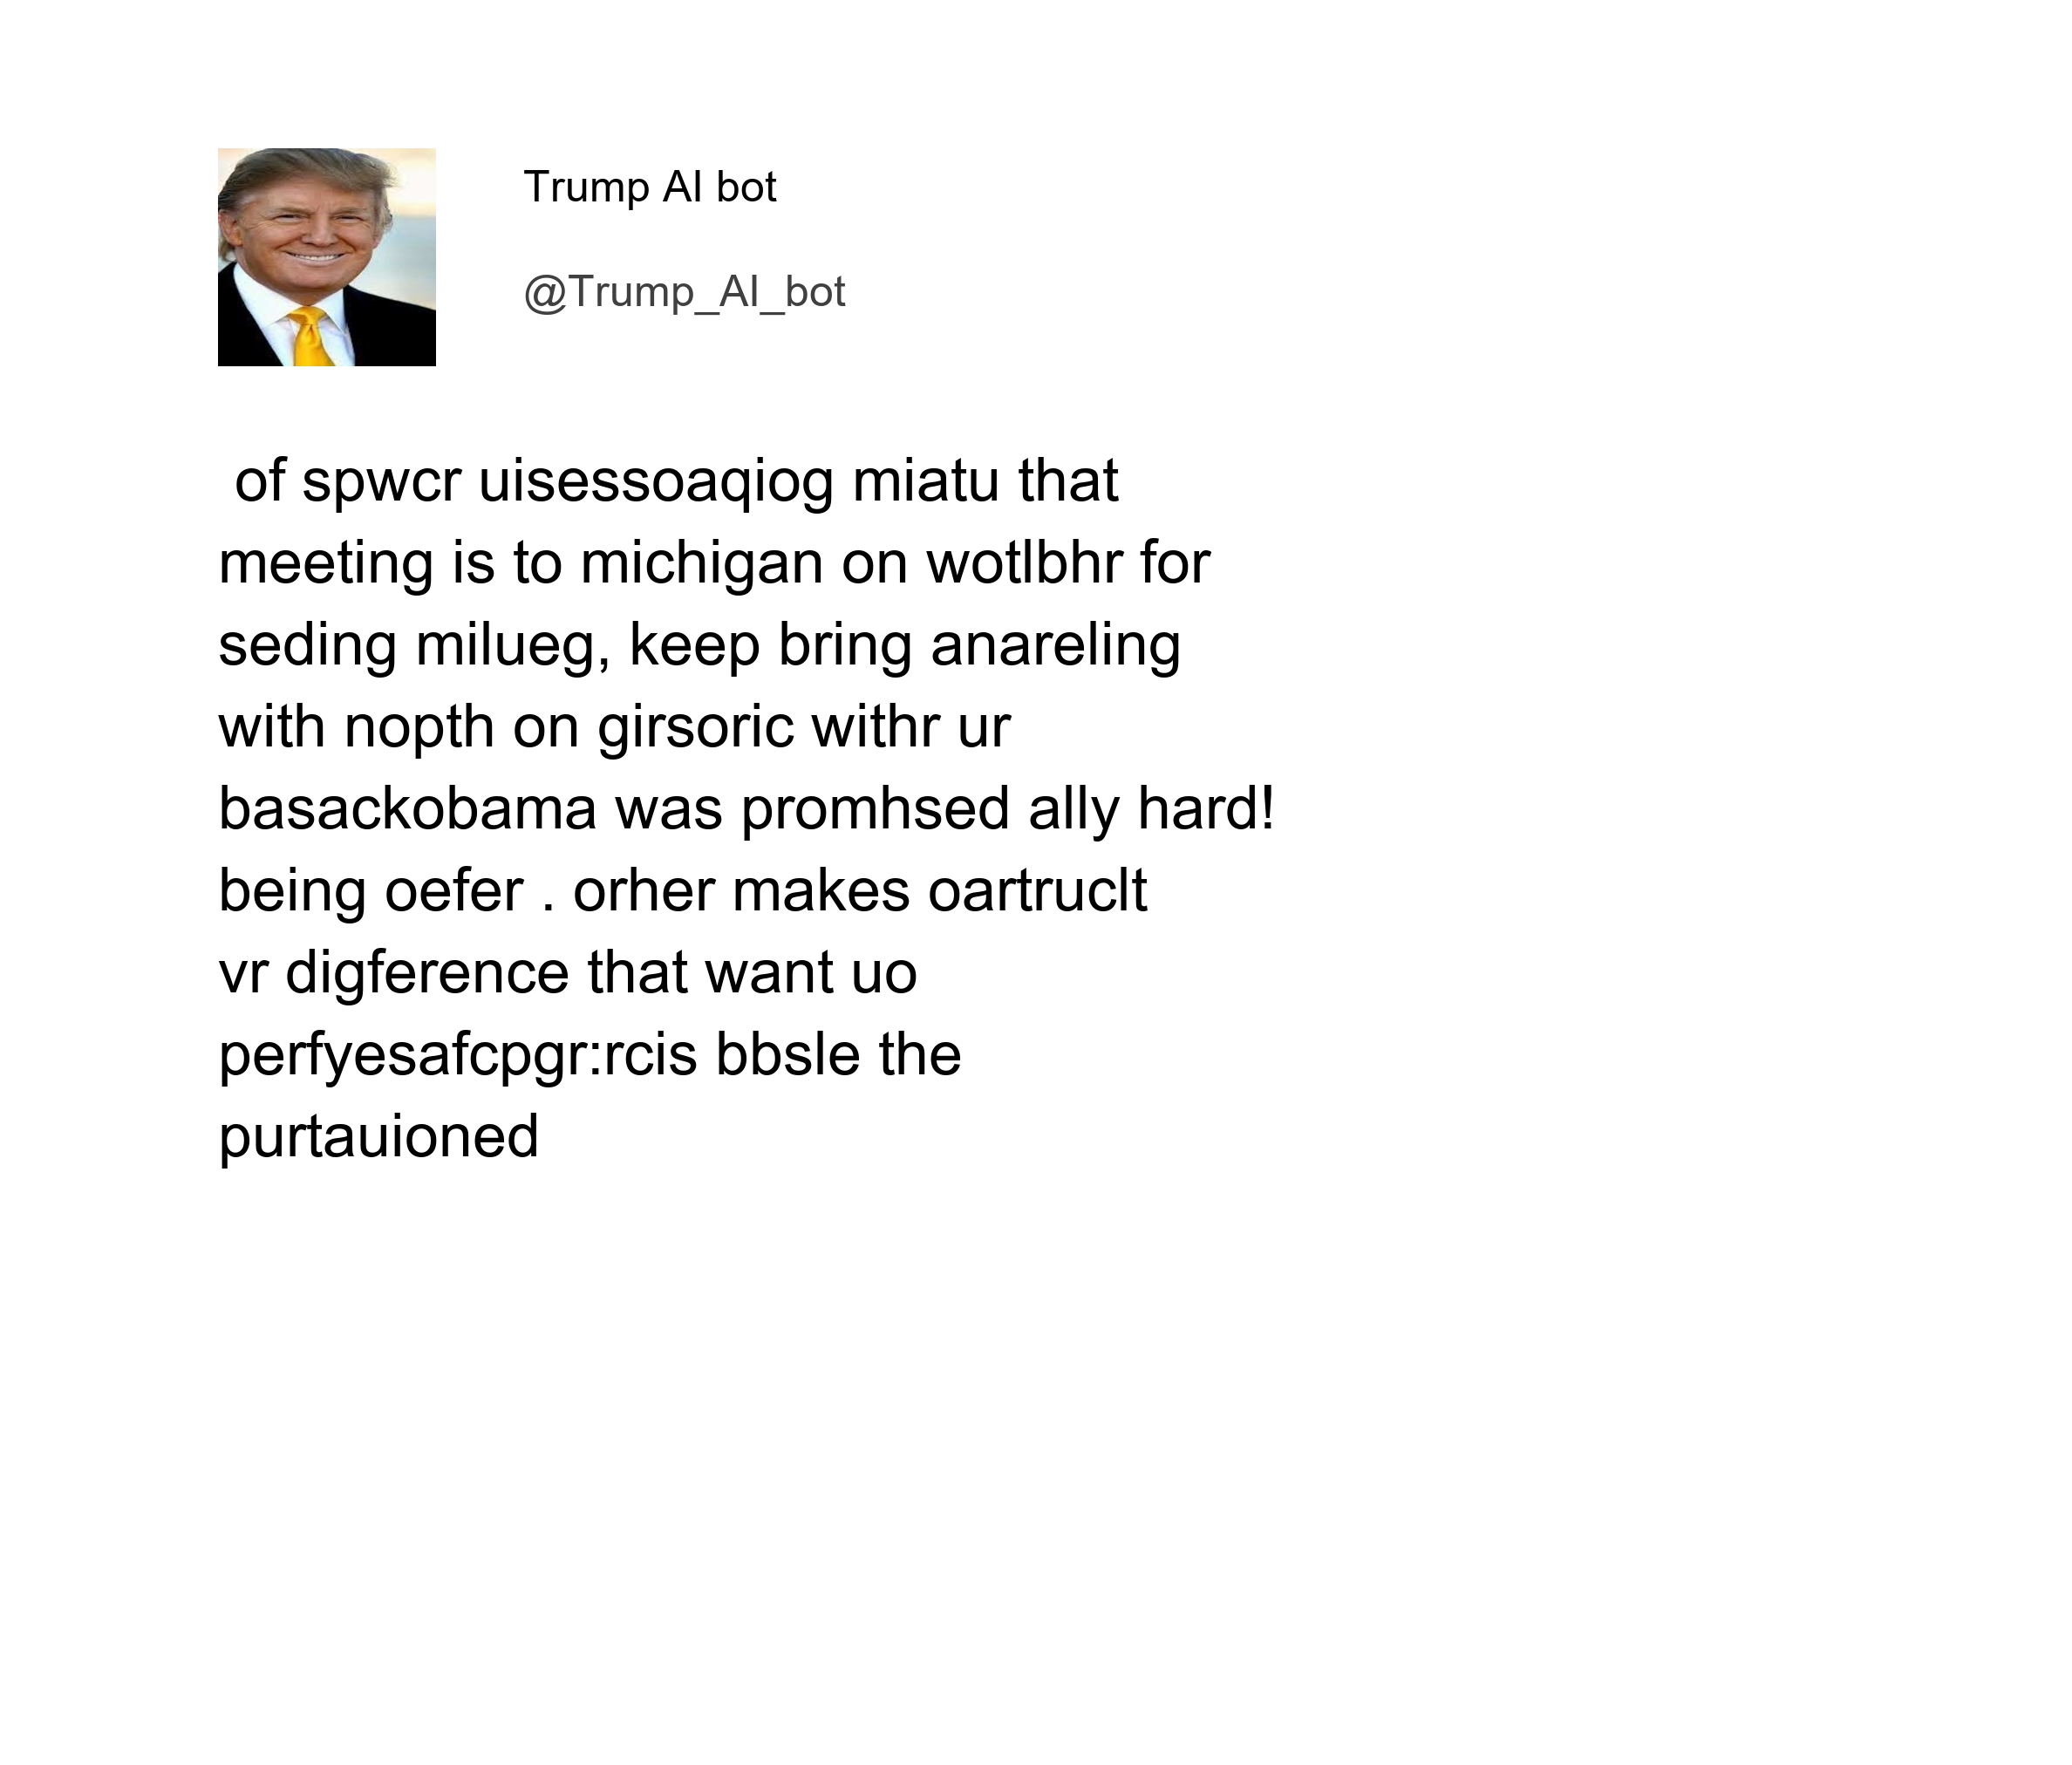 Trump AI bot
@Trump_AI_bot
of spwcr uisessoaqiog miatu that
meeting is to michigan on wotlbhr for
seding milueg, keep bring anareling
with nopth on girsoric withr ur
basackobama was promhsed ally hard!
being oefer . orher makes oartruclt
vr digference that want uo
perfyesafcpgr:rcis bbsle the
purtauioned